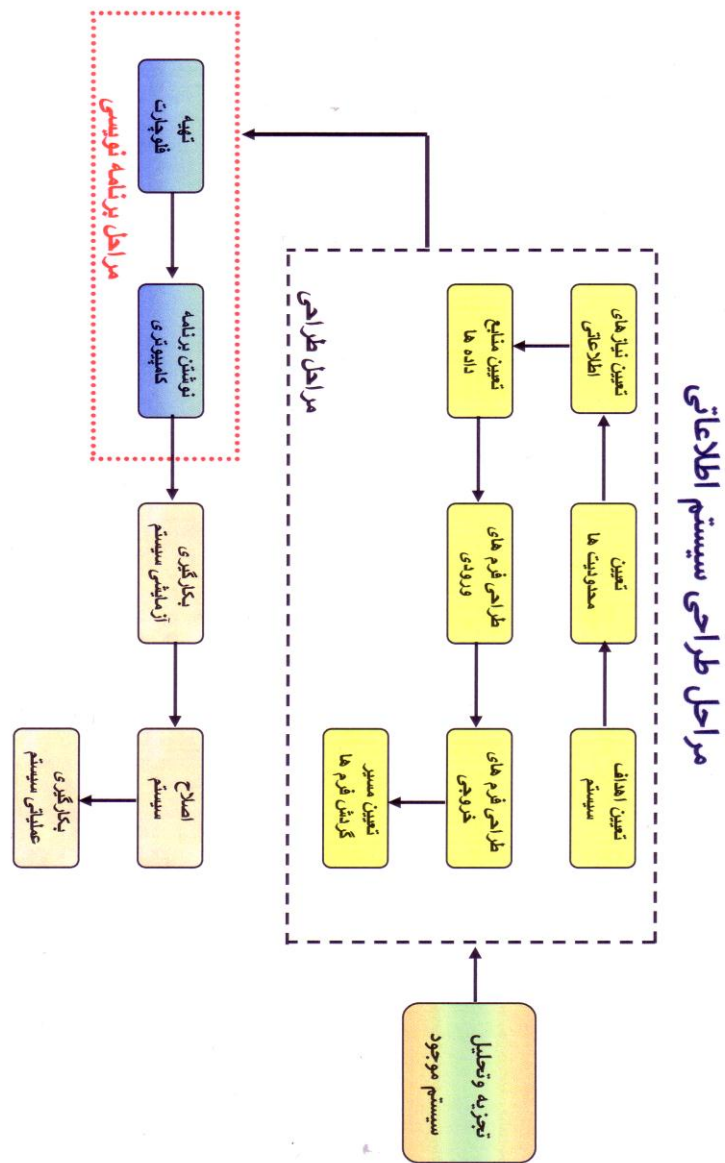 مراحل طراحی سیستم اطلاعاتی
تجزیه وتحلیل
سیستم موجود
مراحل طراحی
تعیین اهداف
سیستم
تعیین
محدودیت ها
تعیین نیازهای
اطلاعاتی
تعیین منابع
داده ها
طراحی فرم های
ورودی
طراحی فرم های
خروجی
تعیین مسیر
گردش فرم ها
مراحل برنامه نویسی
تهیه
فلوچارت
نوشتن برنامه
کامپیوتری
بکارگیری
آزمایشی سیستم
اصلاح
سیستم
بکارگیری
عملیاتی سیستم